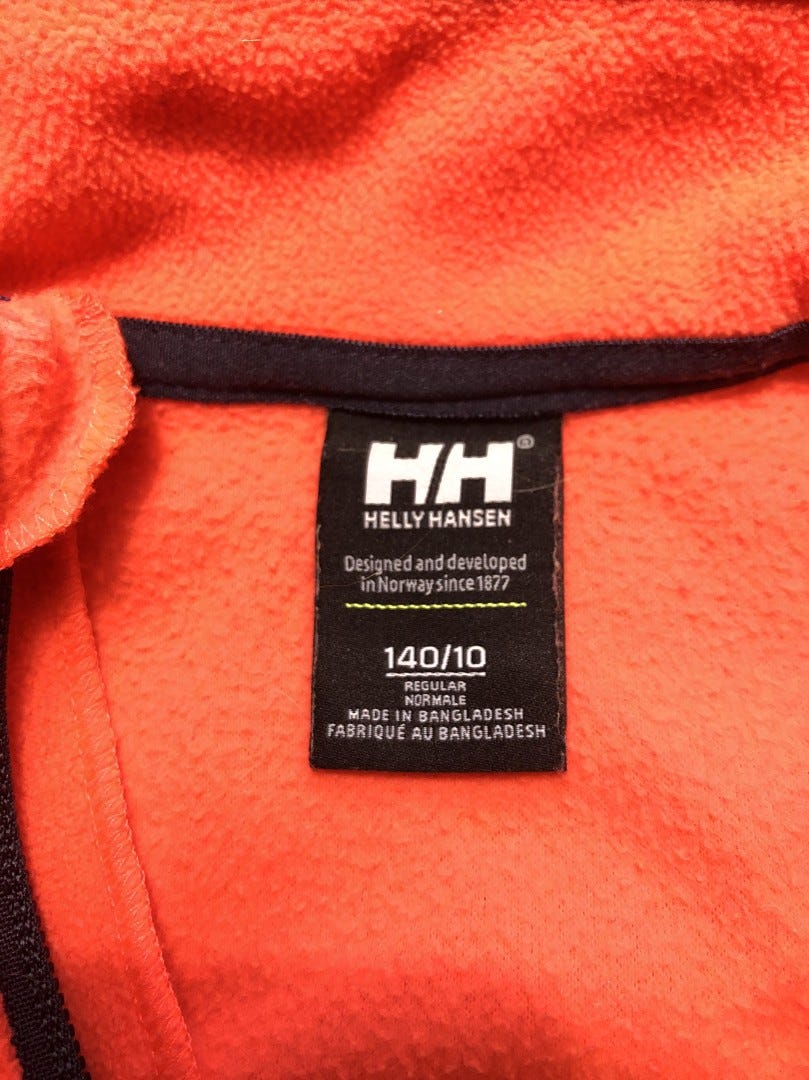 HH®
HELLY HANSEN
Designed and developed
in Norway since 1877
140/10
REGULAR
NORMALE
MADE IN BANGLADESH
FABRIQUÉ AU BANGLADESH